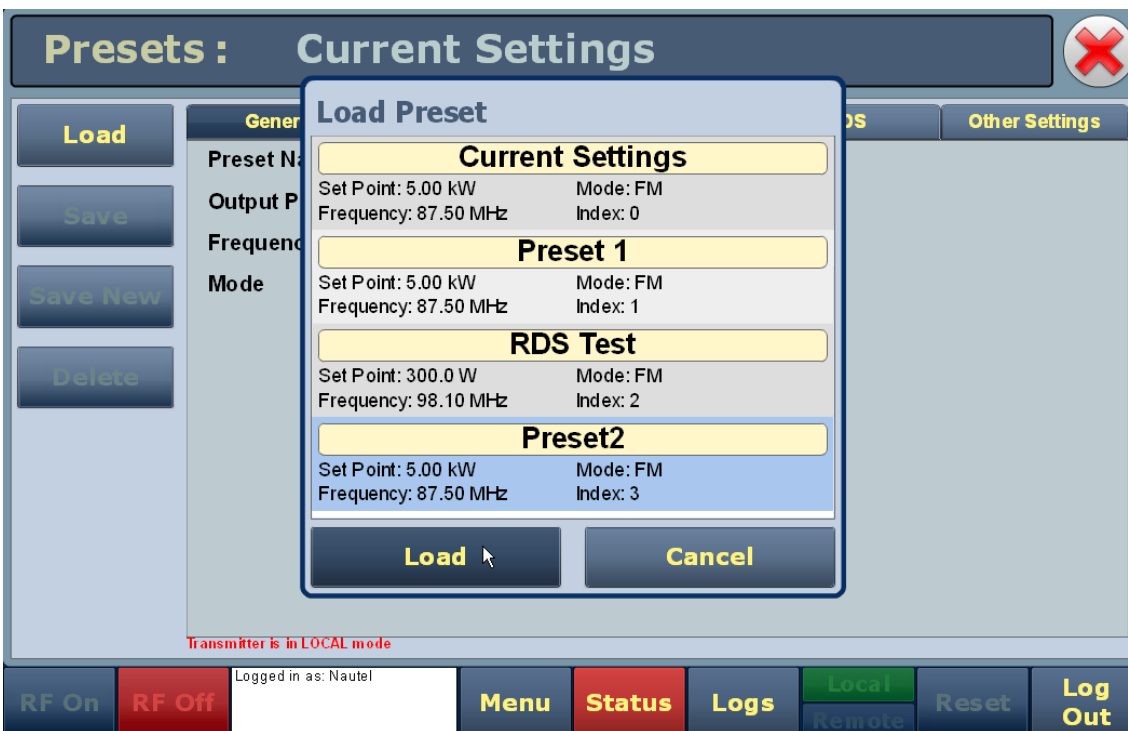 Presets : Current Settings
Load
Save
Save New
Delete
Gener
DS
Other Settings
Preset Na
Output P
Frequenc
Mode
Load Preset
Current Settings
Set Point: 5.00 kW Mode: FM
Frequency: 87.50 MHz Index: 0
Preset 1
Set Point: 5.00 kW Mode: FM
Frequency: 87.50 MHz Index: 1
RDS Test
Set Point: 300.0 W Mode: FM
Frequency: 98.10 MHz Index: 2
Preset2
Set Point: 5.00 kW Mode: FM
Frequency: 87.50 MHz Index: 3
Load Cancel
Transmitter is in LOCAL mode
RF On
RF Off
Logged in as: Nautel
Menu
Status
Logs
Local
Remote
Reset
Log
Out